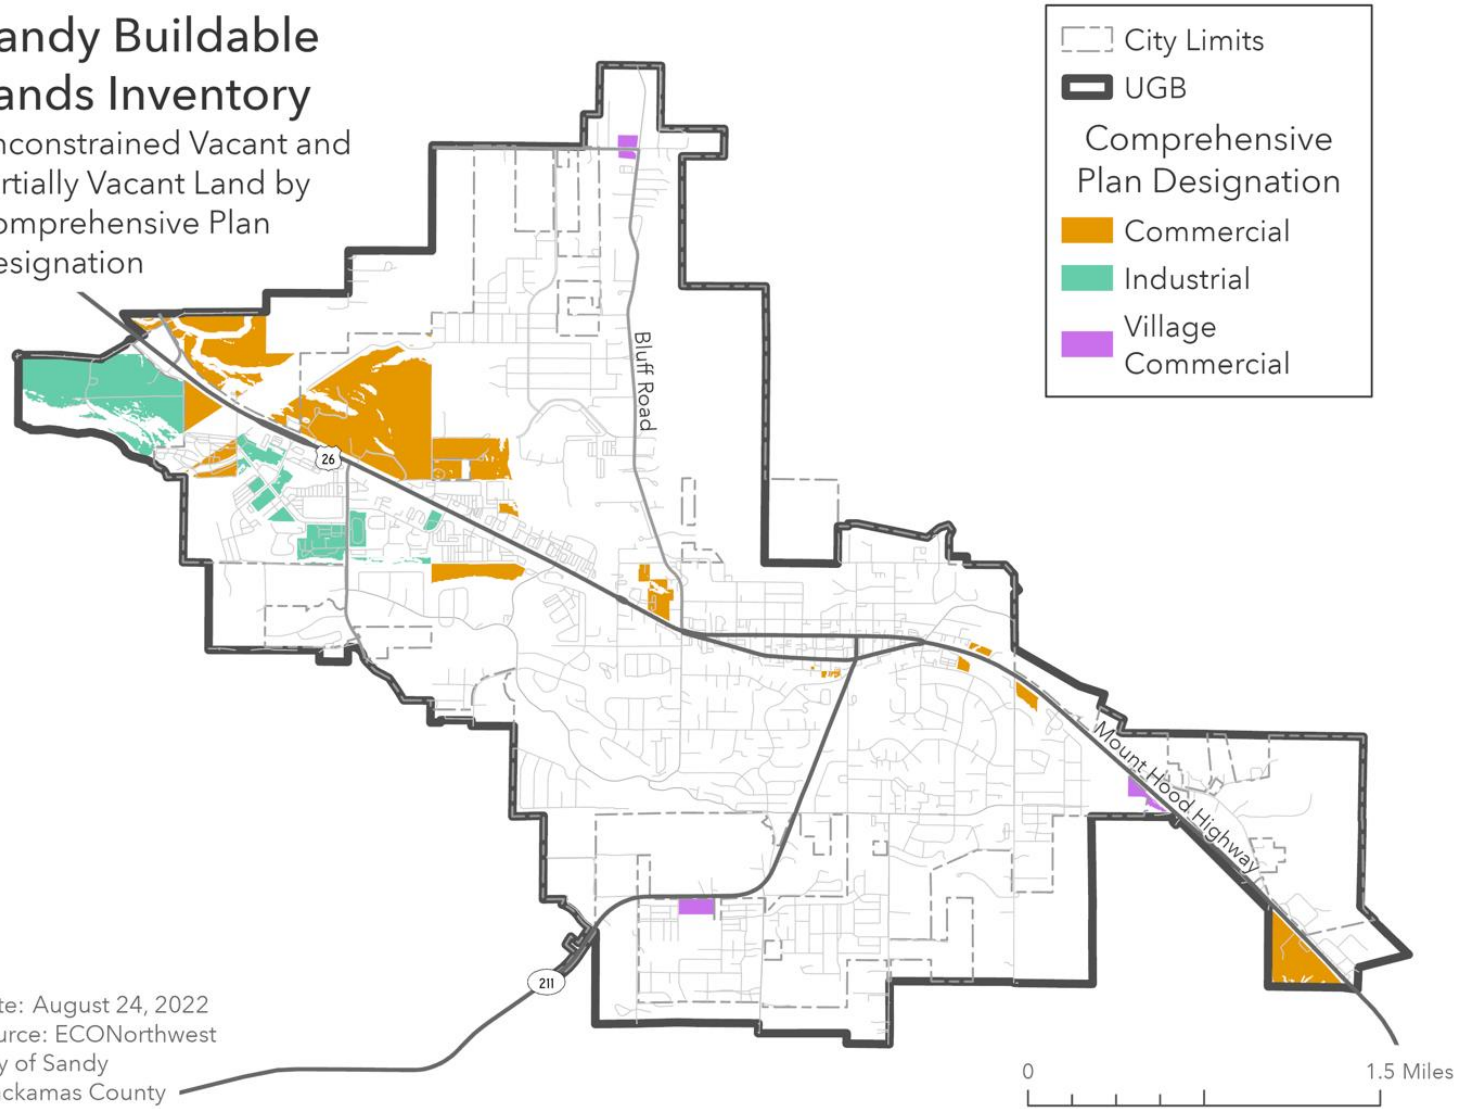 andy Buildable
ands Inventory
nconstrained Vacant and
rtially Vacant Land by
omprehensive Plan
esignation
City Limits
UGB
Comprehensive
Plan Designation
Commercial
Industrial
Village
Commercial
Bluff Road
26
Mount Hood Highway
211
te: August 24, 2022
urce: ECONorthwest
y of Sandy
ackamas County
0
1.5 Miles